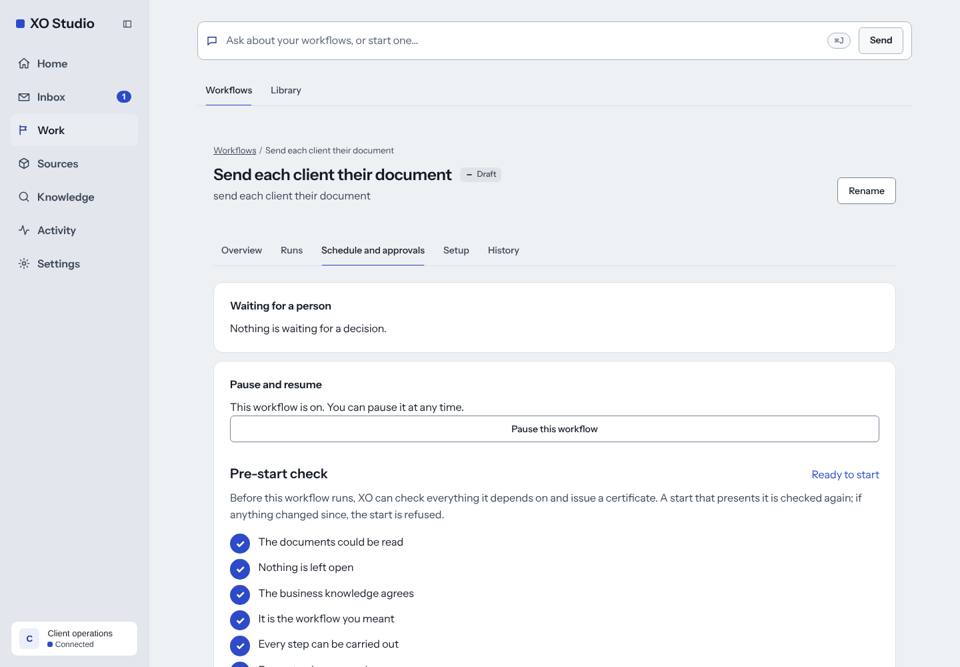 XO Studio
Ask about your workflows, or start one...
⌘J
Send
Home
Inbox
1
Work
Sources
Knowledge
Activity
Settings
Workflows
Library
Workflows / Send each client their document
Send each client their document
– Draft
send each client their document
Rename
Overview
Runs
Schedule and approvals
Setup
History
Waiting for a person
Nothing is waiting for a decision.
Pause and resume
This workflow is on. You can pause it at any time.
Pause this workflow
Pre-start check
Ready to start
Before this workflow runs, XO can check everything it depends on and issue a certificate. A start that presents it is checked again; if
anything changed since, the start is refused.
The documents could be read
Nothing is left open
The business knowledge agrees
It is the workflow you meant
Every step can be carried out
C
Client operations
Connected